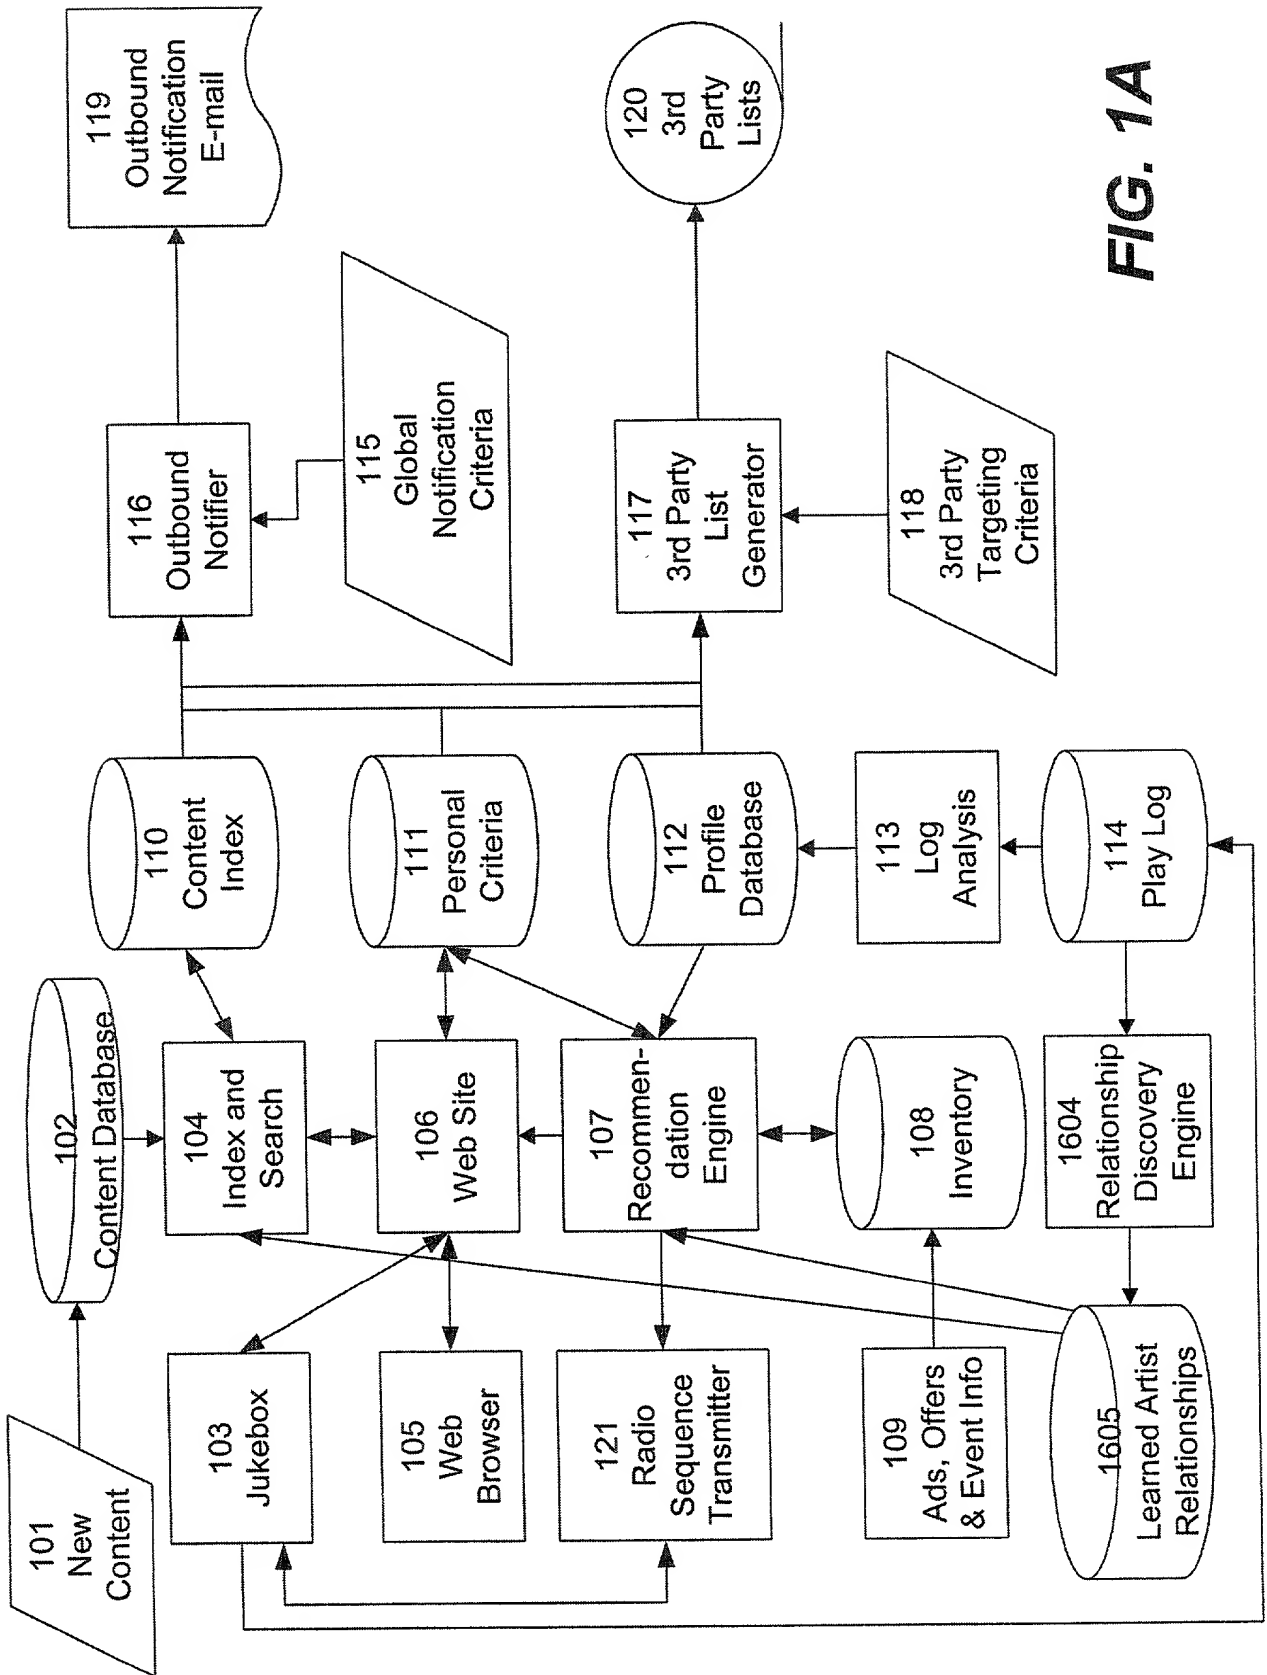 101
New
Content
102
Content Database
103
Jukebox
104
Index and
Search
110
Content
Index
116
Outbound
Notifier
119
Outbound
Notification
E-mail
105
Web
Browser
106
Web Site
111
Personal
Criteria
115
Global
Notification
Criteria
121
Radio
Sequence
Transmitter
107
Recommen-
dation
Engine
112
Profile
Database
117
3rd Party
List
Generator
120
3rd
Party
Lists
109
Ads, Offers
& Event Info
108
Inventory
113
Log
Analysis
118
3rd Party
Targeting
Criteria
1605
Learned Artist
Relationships
1604
Relationship
Discovery
Engine
114
Play Log
FIG. 1A